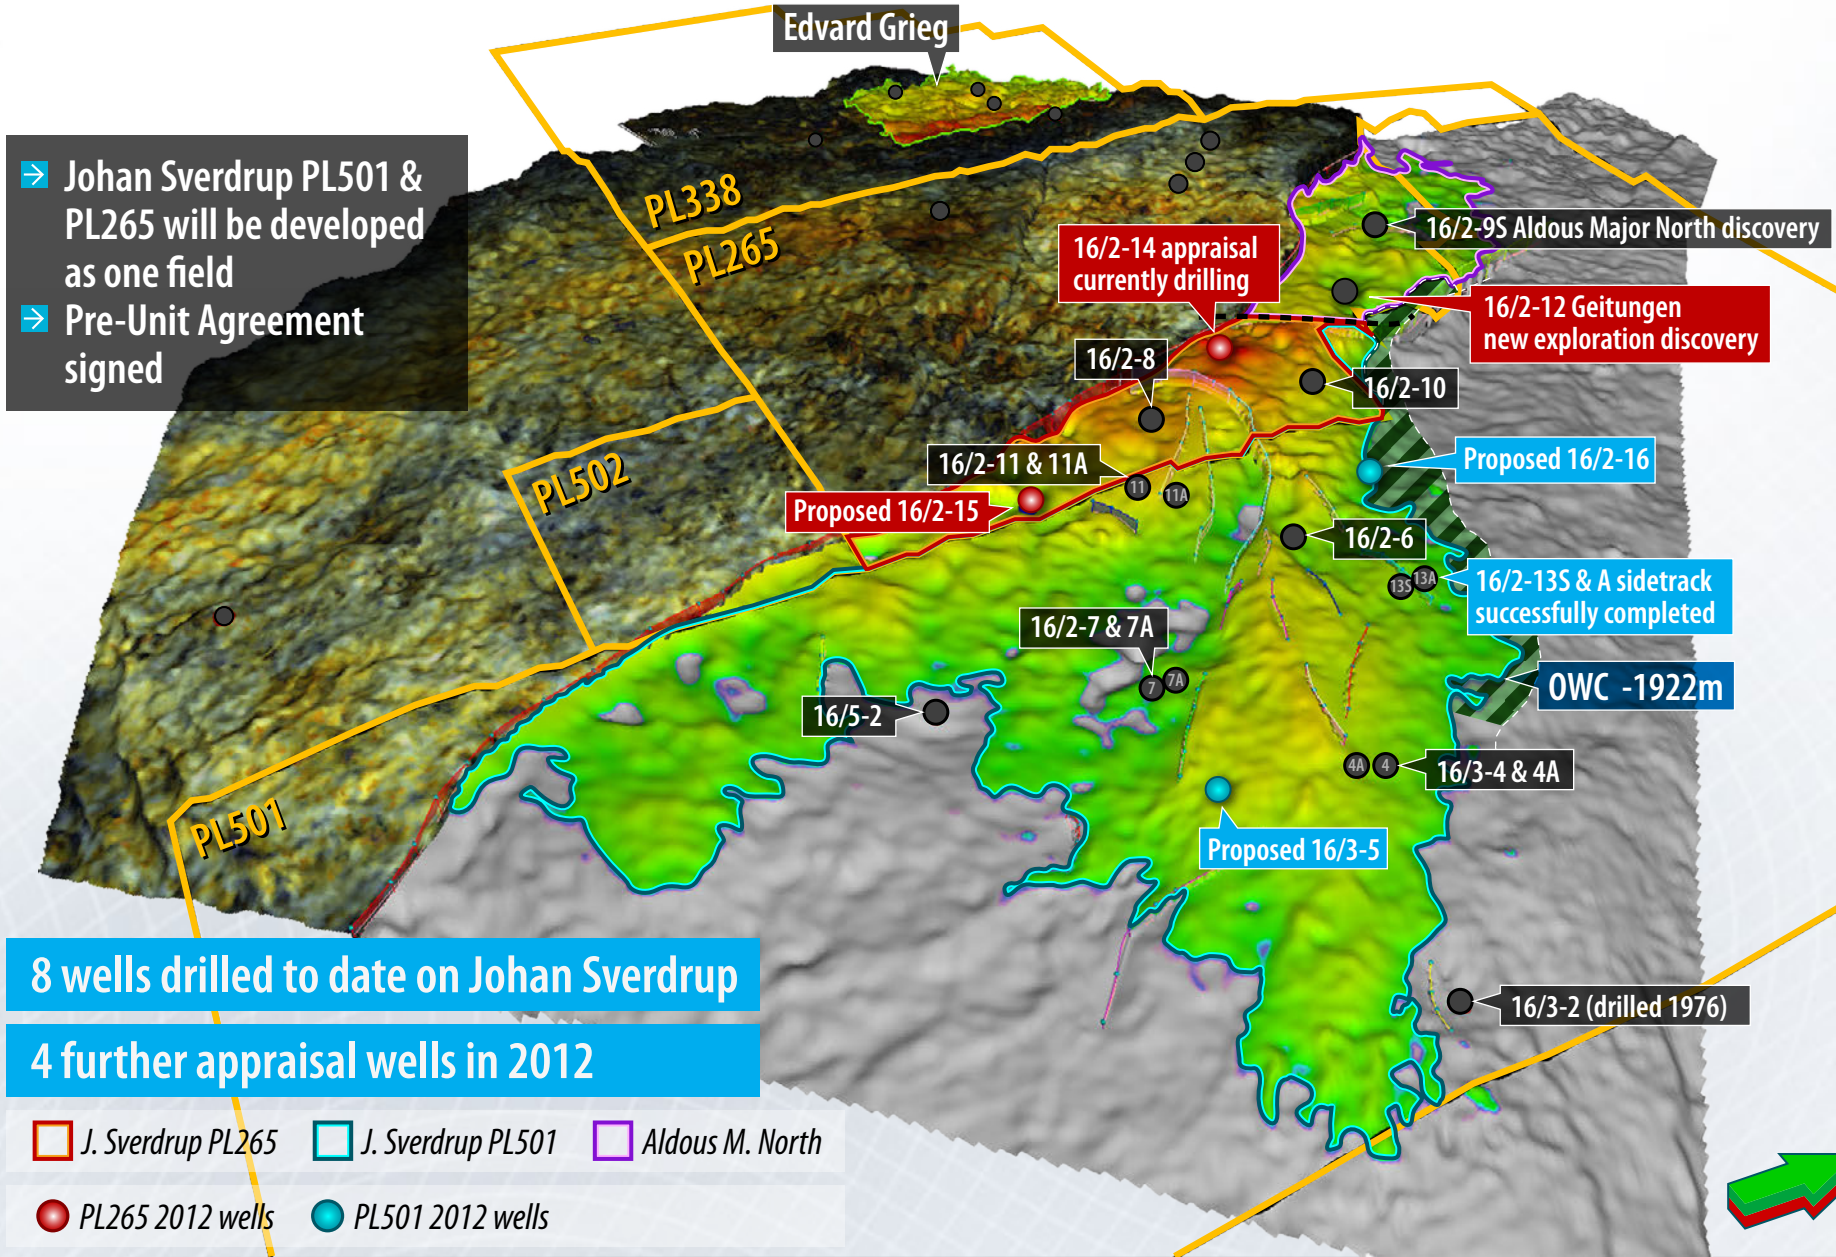 Edvard Grieg
Johan Sverdrup PL501 &
PL265 will be developed
as one field
Pre-Unit Agreement
signed
PL338
PL265
16/2-9S Aldous Major North discovery
16/2-14 appraisal
currently drilling
16/2-12 Geitungen
new exploration discovery
16/2-8
16/2-10
16/2-11 & 11A
11
11A
Proposed 16/2-16
PL502
Proposed 16/2-15
16/2-6
13S
13A
16/2-13S & A sidetrack
successfully completed
16/2-7 & 7A
7
7A
OWC -1922m
16/5-2
4A
4
16/3-4 & 4A
PL501
Proposed 16/3-5
8 wells drilled to date on Johan Sverdrup
16/3-2 (drilled 1976)
4 further appraisal wells in 2012
J. Sverdrup PL265
J. Sverdrup PL501
Aldous M. North
PL265 2012 wells
PL501 2012 wells